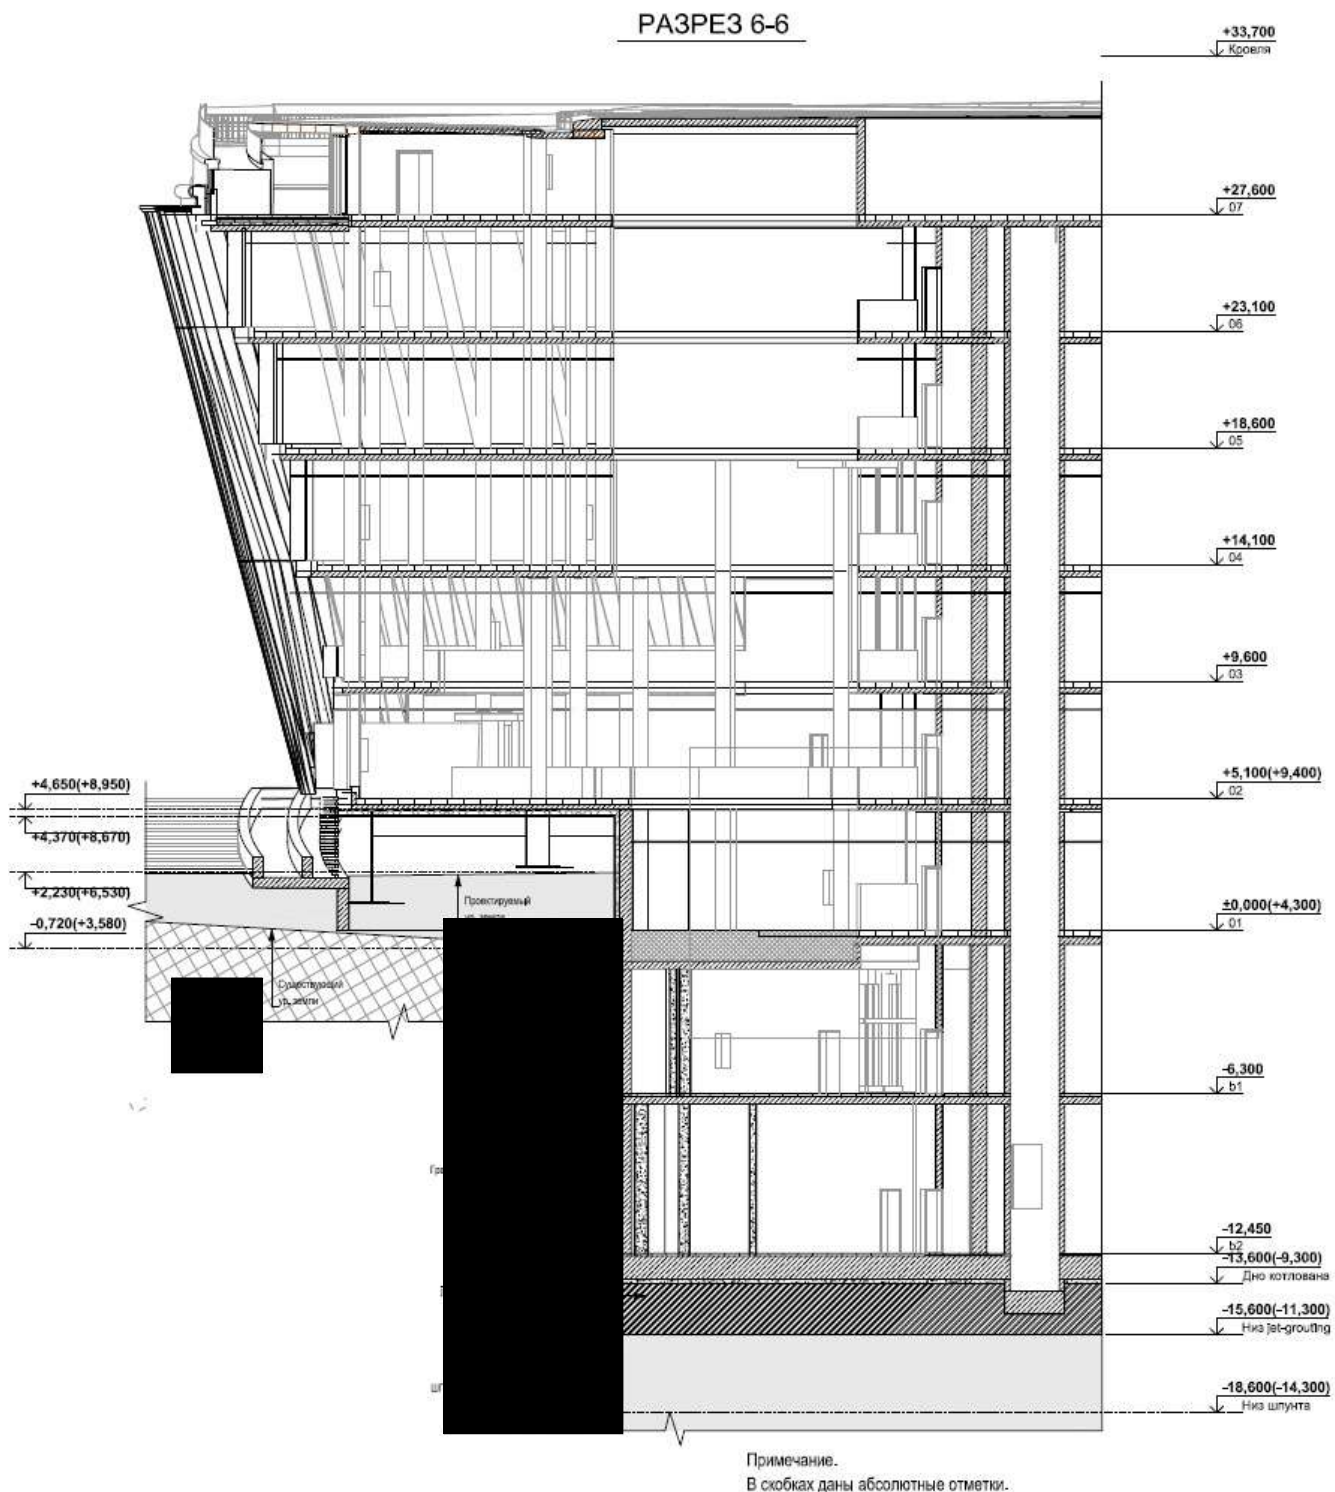 РАЗРЕЗ 6-6
+33,700
Кровля
+27,600
07
+23,100
06
+18,600
05
+14,100
04
+9,600
03
+4,650(+8,950)
+5,100(+9,400)
02
+4,370(+8,670)
+2,230(+6,530)
Проектируемый
ур. земли
-0,720(+3,580)
±0,000(+4,300)
01
Существующий
ур. земли
-6,300
b1
-12,450
b2
-13,600(-9,300)
Дно котлована
-15,600(-11,300)
Низ jet-grouting
-18,600(-14,300)
Низ шпунта
Примечание.
В скобках даны абсолютные отметки.